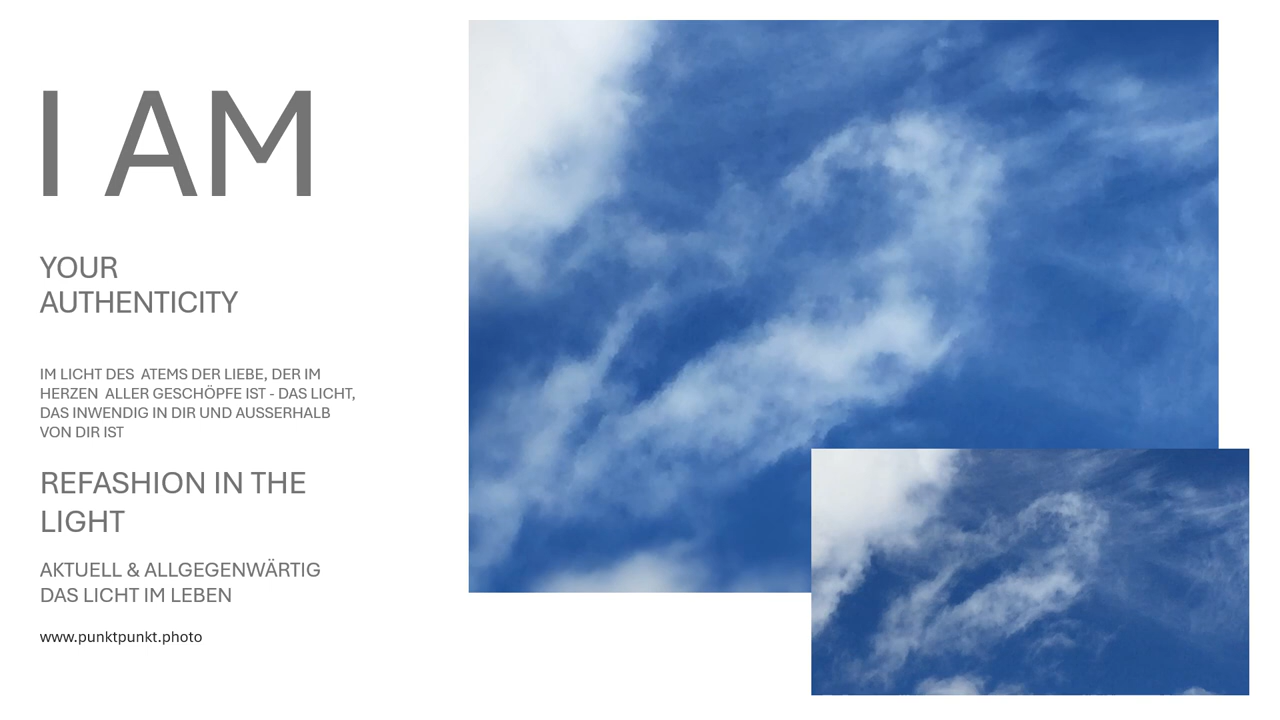 I AM
YOUR
AUTHENTICITY
IM LICHT DES  ATEMS DER LIEBE, DER IM
HERZEN  ALLER GESCHÖPFE IST - DAS LICHT,
DAS INWENDIG IN DIR UND AUSSERHALB
VON DIR IST
REFASHION IN THE
LIGHT
AKTUELL & ALLGEGENWÄRTIG
DAS LICHT IM LEBEN
www.punktpunkt.photo